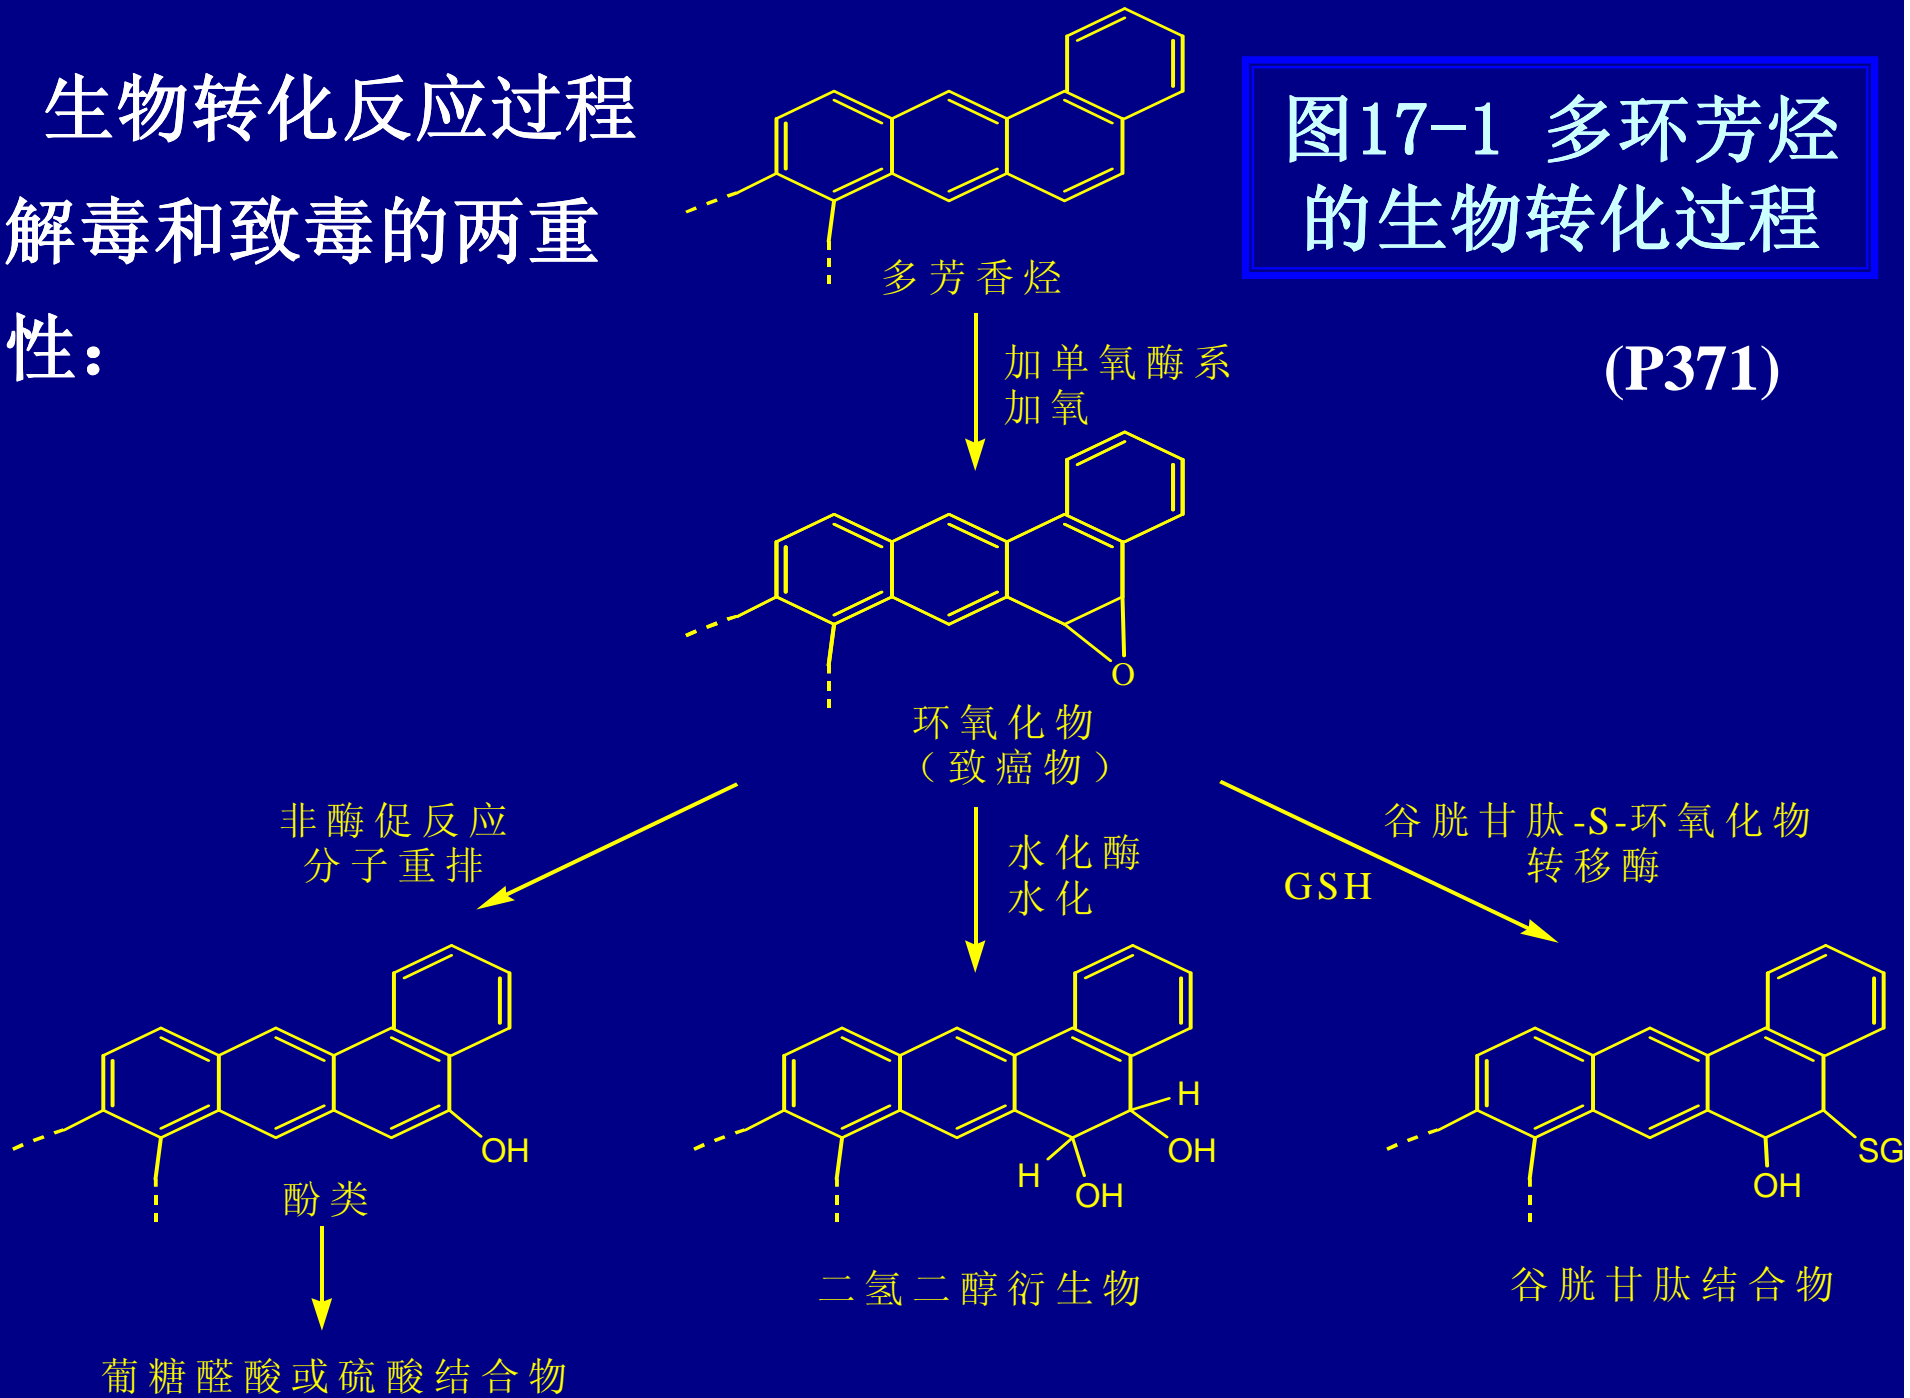 生物转化反应过程
解毒和致毒的两重
性：
图17-1 多环芳烃
的生物转化过程
(P371)
多芳香烃
加单氧酶系
加氧
O
环氧化物
（致癌物）
非酶促反应
分子重排
水化酶
水化
谷胱甘肽-S-环氧化物
转移酶
GSH
OH
酚类
葡糖醛酸或硫酸结合物
H
OH
H
OH
二氢二醇衍生物
SG
OH
谷胱甘肽结合物